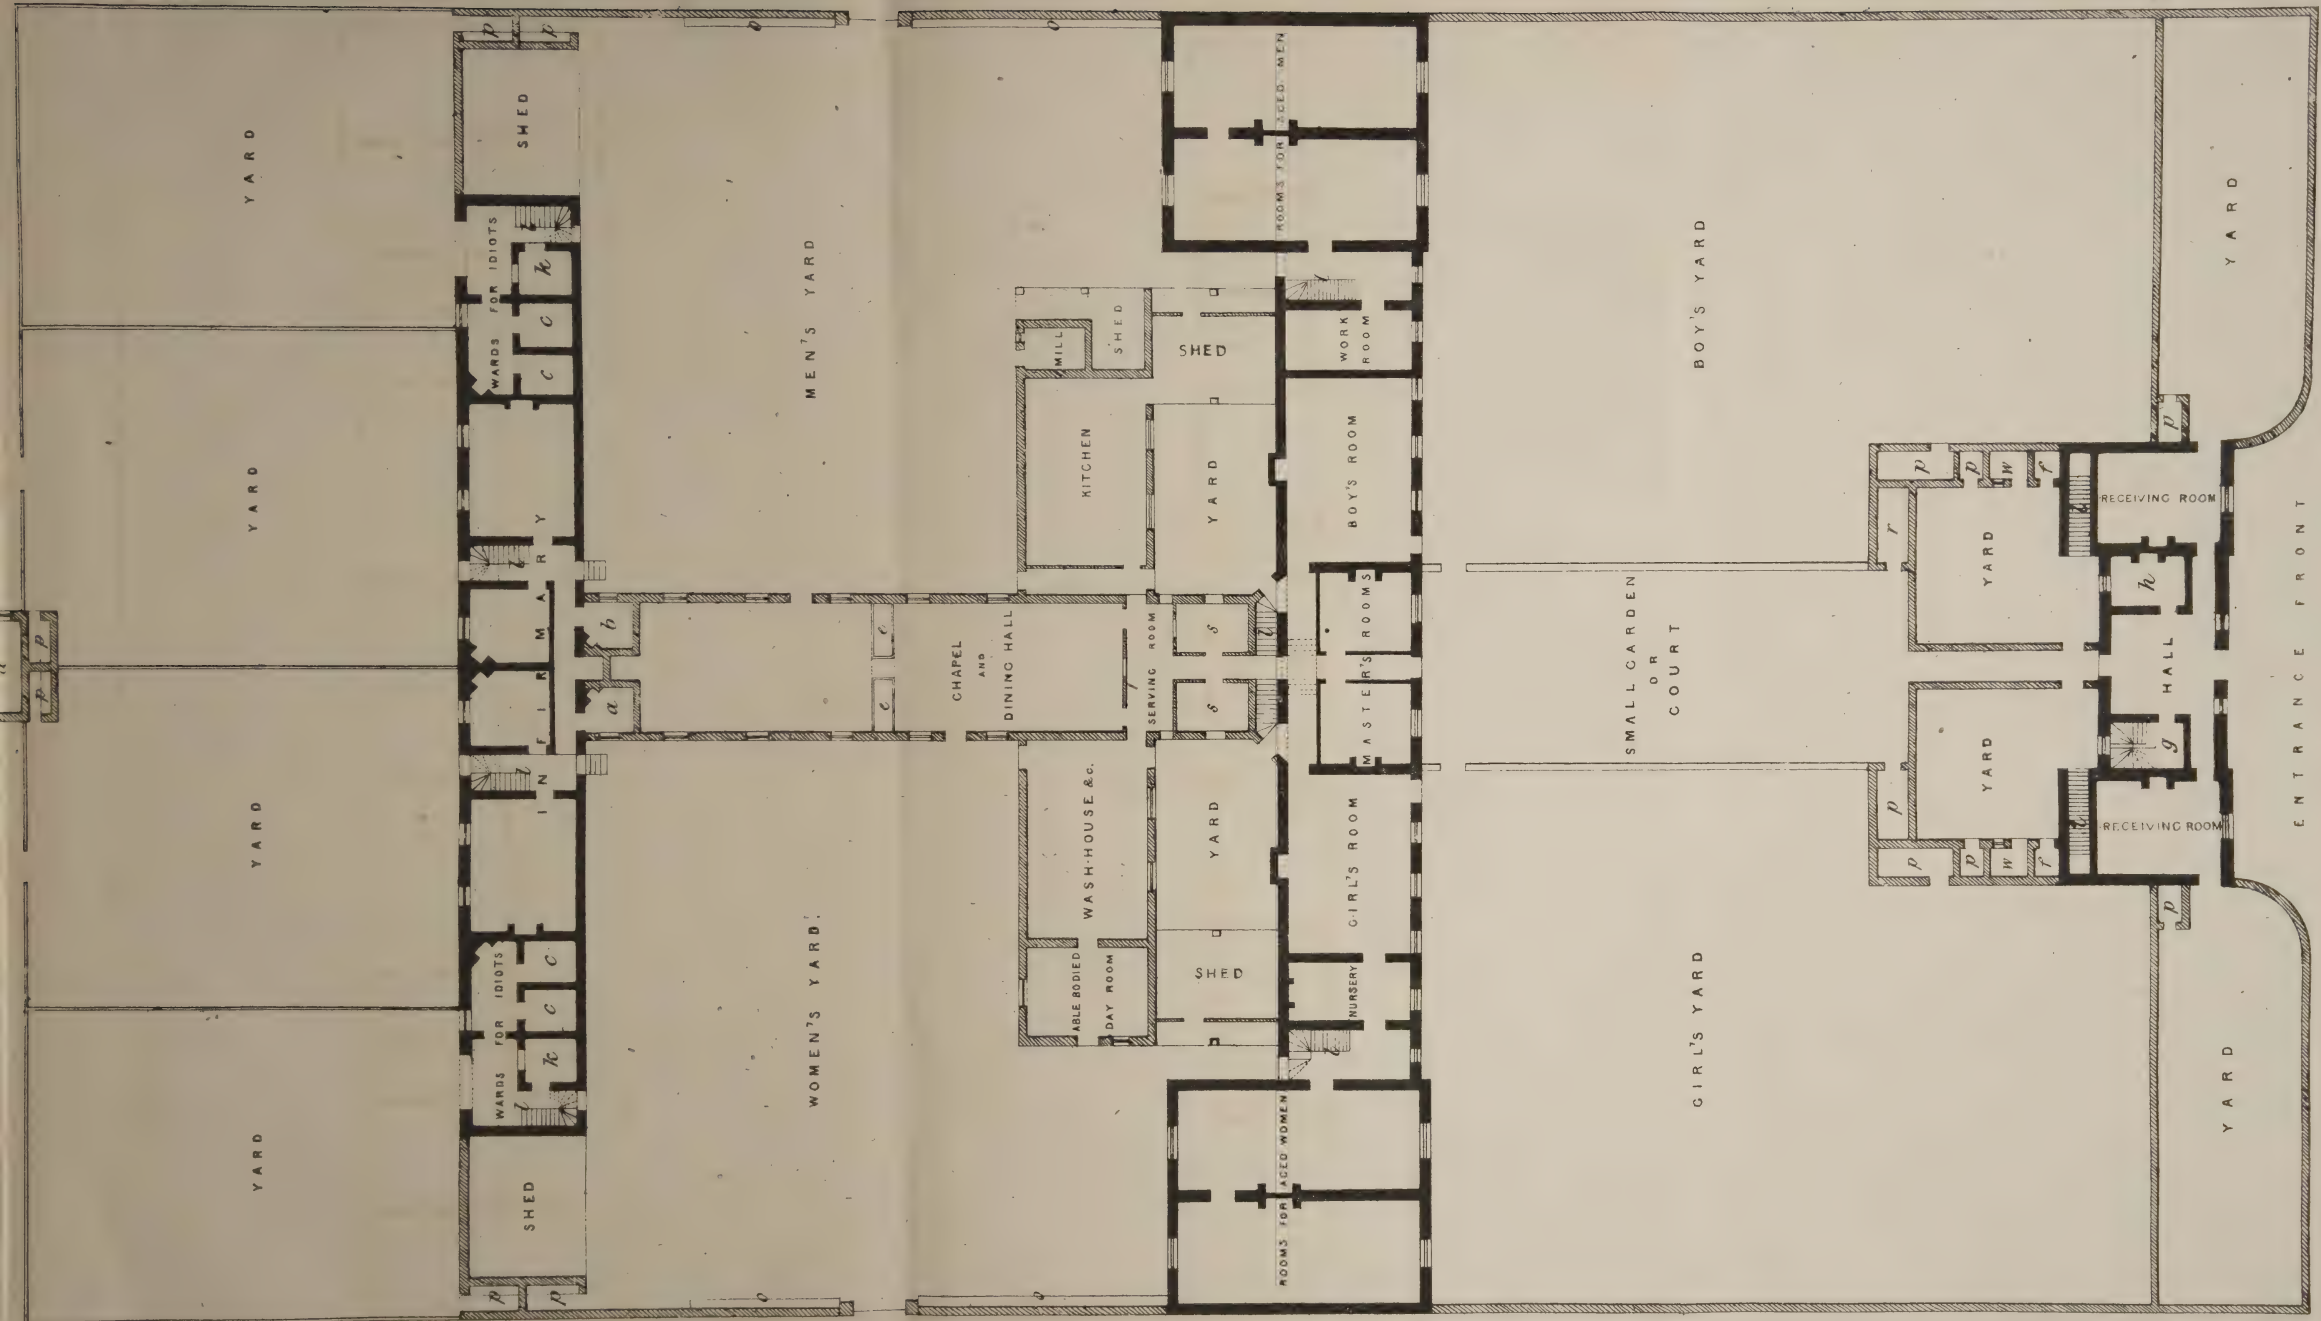 YARD
YARD
YARD
YARD
p
p
p
p
SHED
WARDS FOR IDIOTS
l
k
c
c
INFIRMARY
l
l
b
a
WARDS FOR IDIOTS
c
c
k
l
SHED
p
p
o
o
MEN'S YARD
WOMEN'S YARD.
o
o
e
e
CHAPEL
AND
DINING HALL
MILL
SHED
SHED
KITCHEN
YARD
SERVING ROOM
s
s
l
WASH-HOUSE &c.
YARD
ABLE BODIED
DAY ROOM
SHED
ROOMS FOR AGED MEN
l
WORK
ROOM
BOY'S ROOM
MASTER'S ROOMS
GIRL'S ROOM
NURSERY
l
ROOMS FOR AGED WOMEN
BOY'S YARD
SMALL GARDEN
OR
COURT
GIRL'S YARD
p
p
w
f
r
YARD
l
RECEIVING ROOM
h
HALL
g
YARD
p
p
p
w
f
l
RECEIVING ROOM
p
p
YARD
YARD
ENTRANCE FRONT